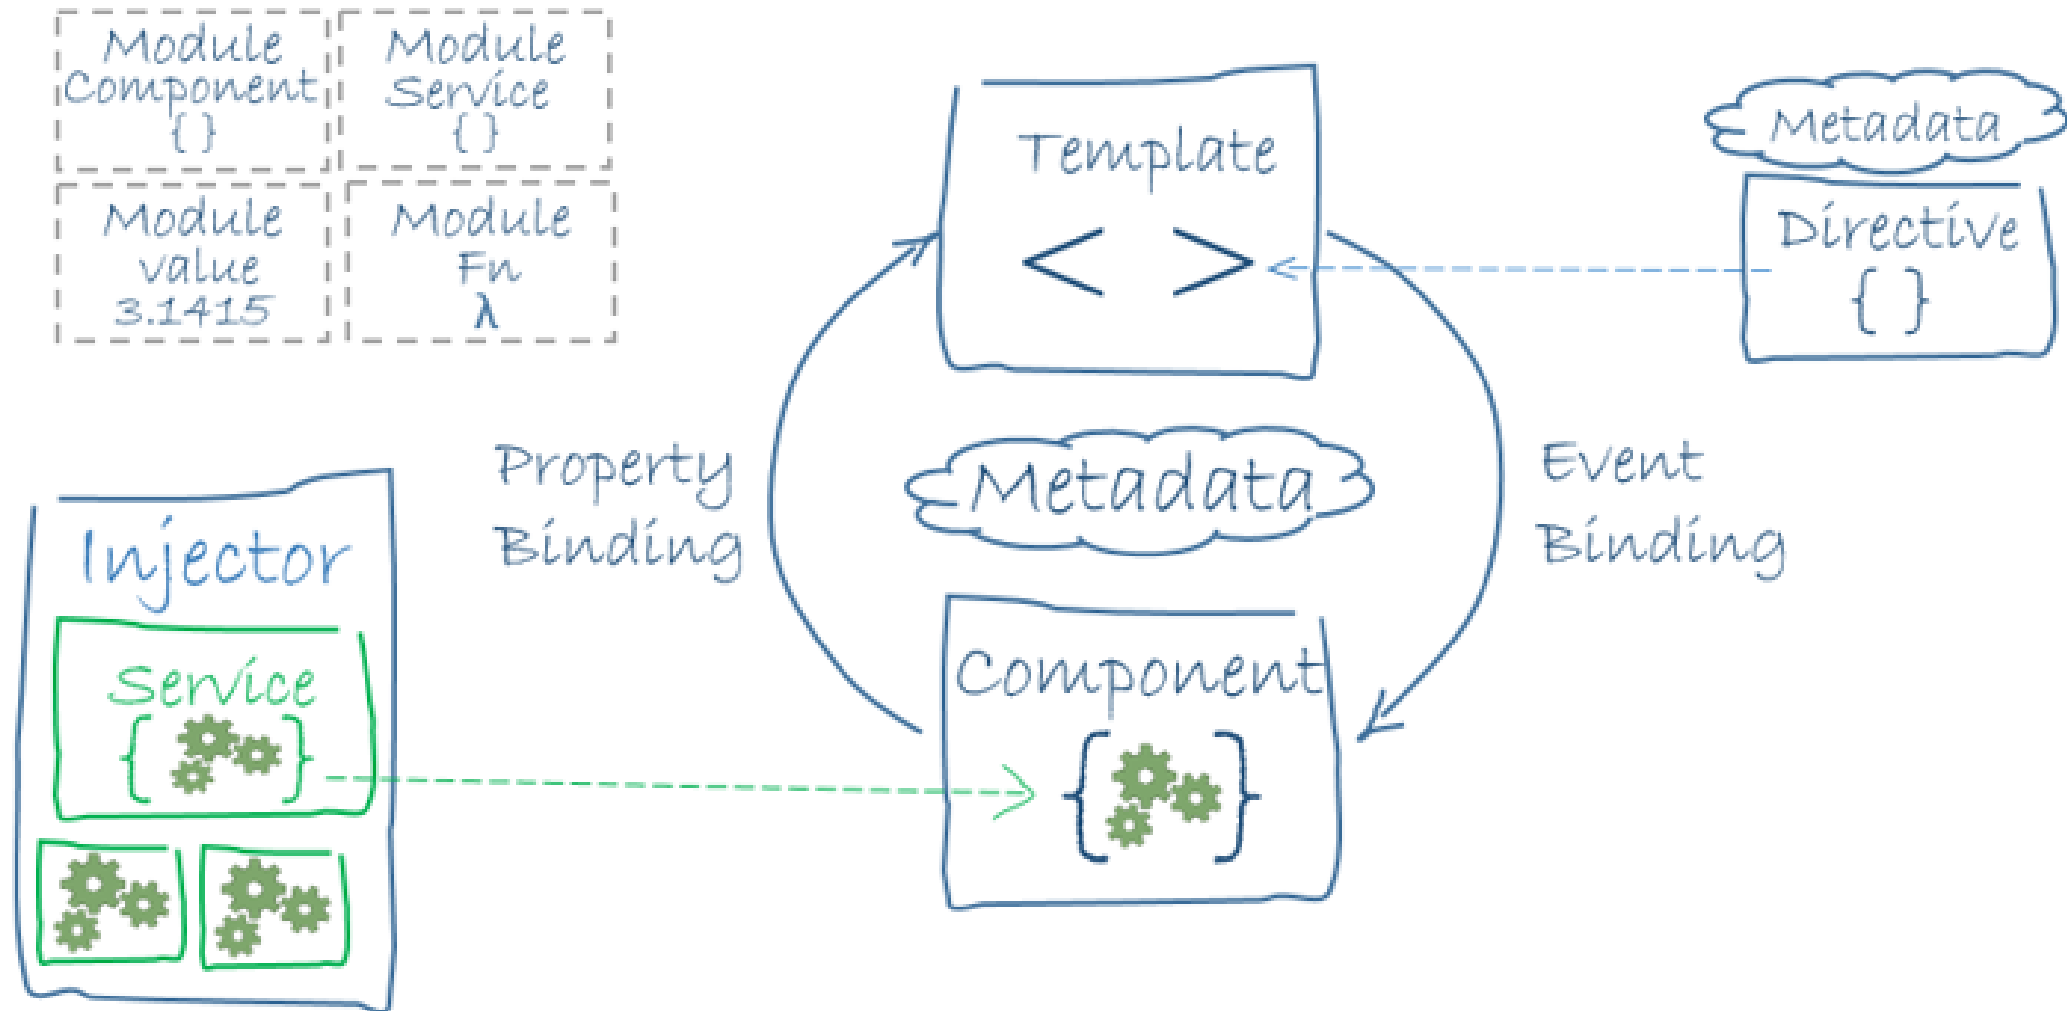 Module
Component
{ }
Module
Service
{ }
Module
value
3.1415
Module
Fn
λ
Template
< >
Metadata
Directive
{ }
Property
Binding
Metadata
Event
Binding
Injector
Service
{ }
Component
{ }